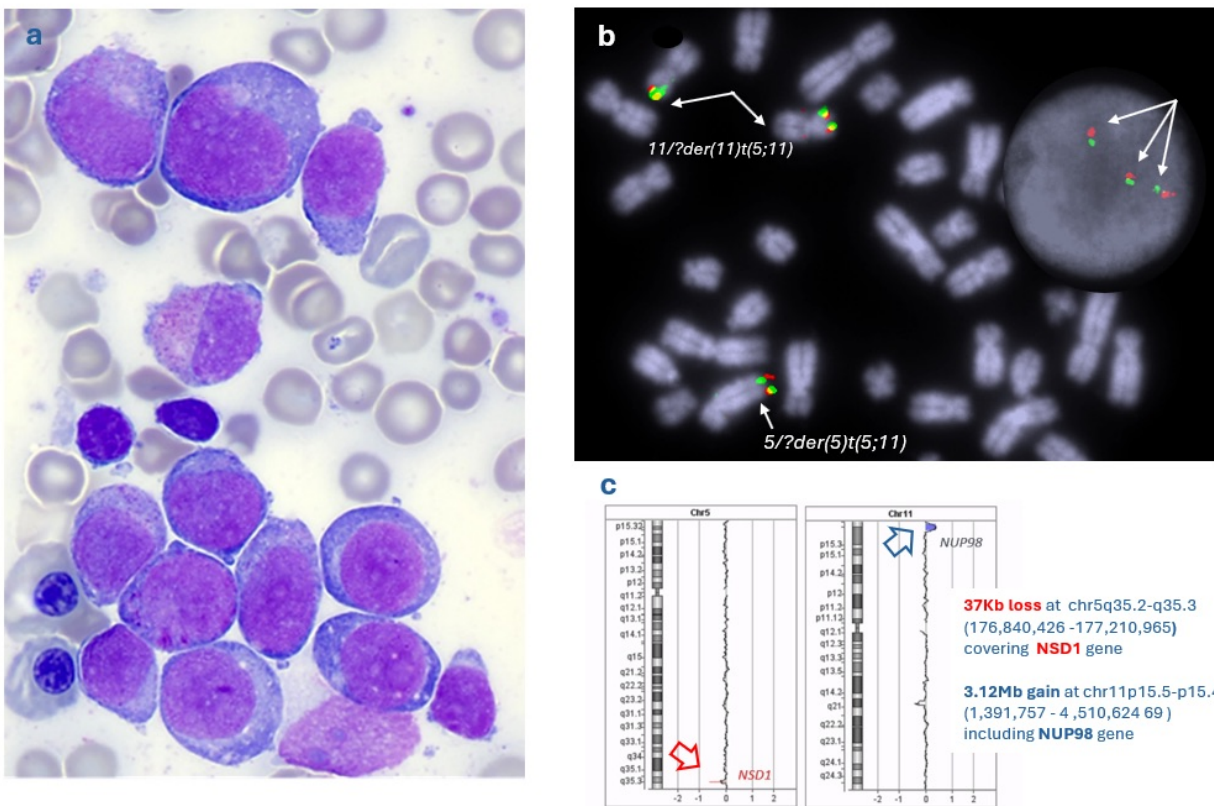 a
b
11/?der(11)t(5;11)
5/?der(5)t(5;11)
c
Chr5
p15.32
p15.1
p14.2
p13.2
p12
q11.2
q12.1
q13.1
q14.1
q15
q21.2
q22.2
q23.2
q31.1
q31.3
q33.1
q34
q35.1
q35.3
NSD1
-2 -1 0 1 2
Chr11
p15.3
p15.1
p14.2
p12
p11.2
p11.12
q12.1
q12.3
q13.3
q13.5
q14.2
q21
q22.2
q23.1
q24.1
q24.3
NUP98
-2 -1 0 1 2
37Kb loss at chr5q35.2-q35.3
(176,840,426 -177,210,965)
covering NSD1 gene
3.12Mb gain at chr11p15.5-p15.4
(1,391,757 - 4 ,510,624 69 )
including NUP98 gene